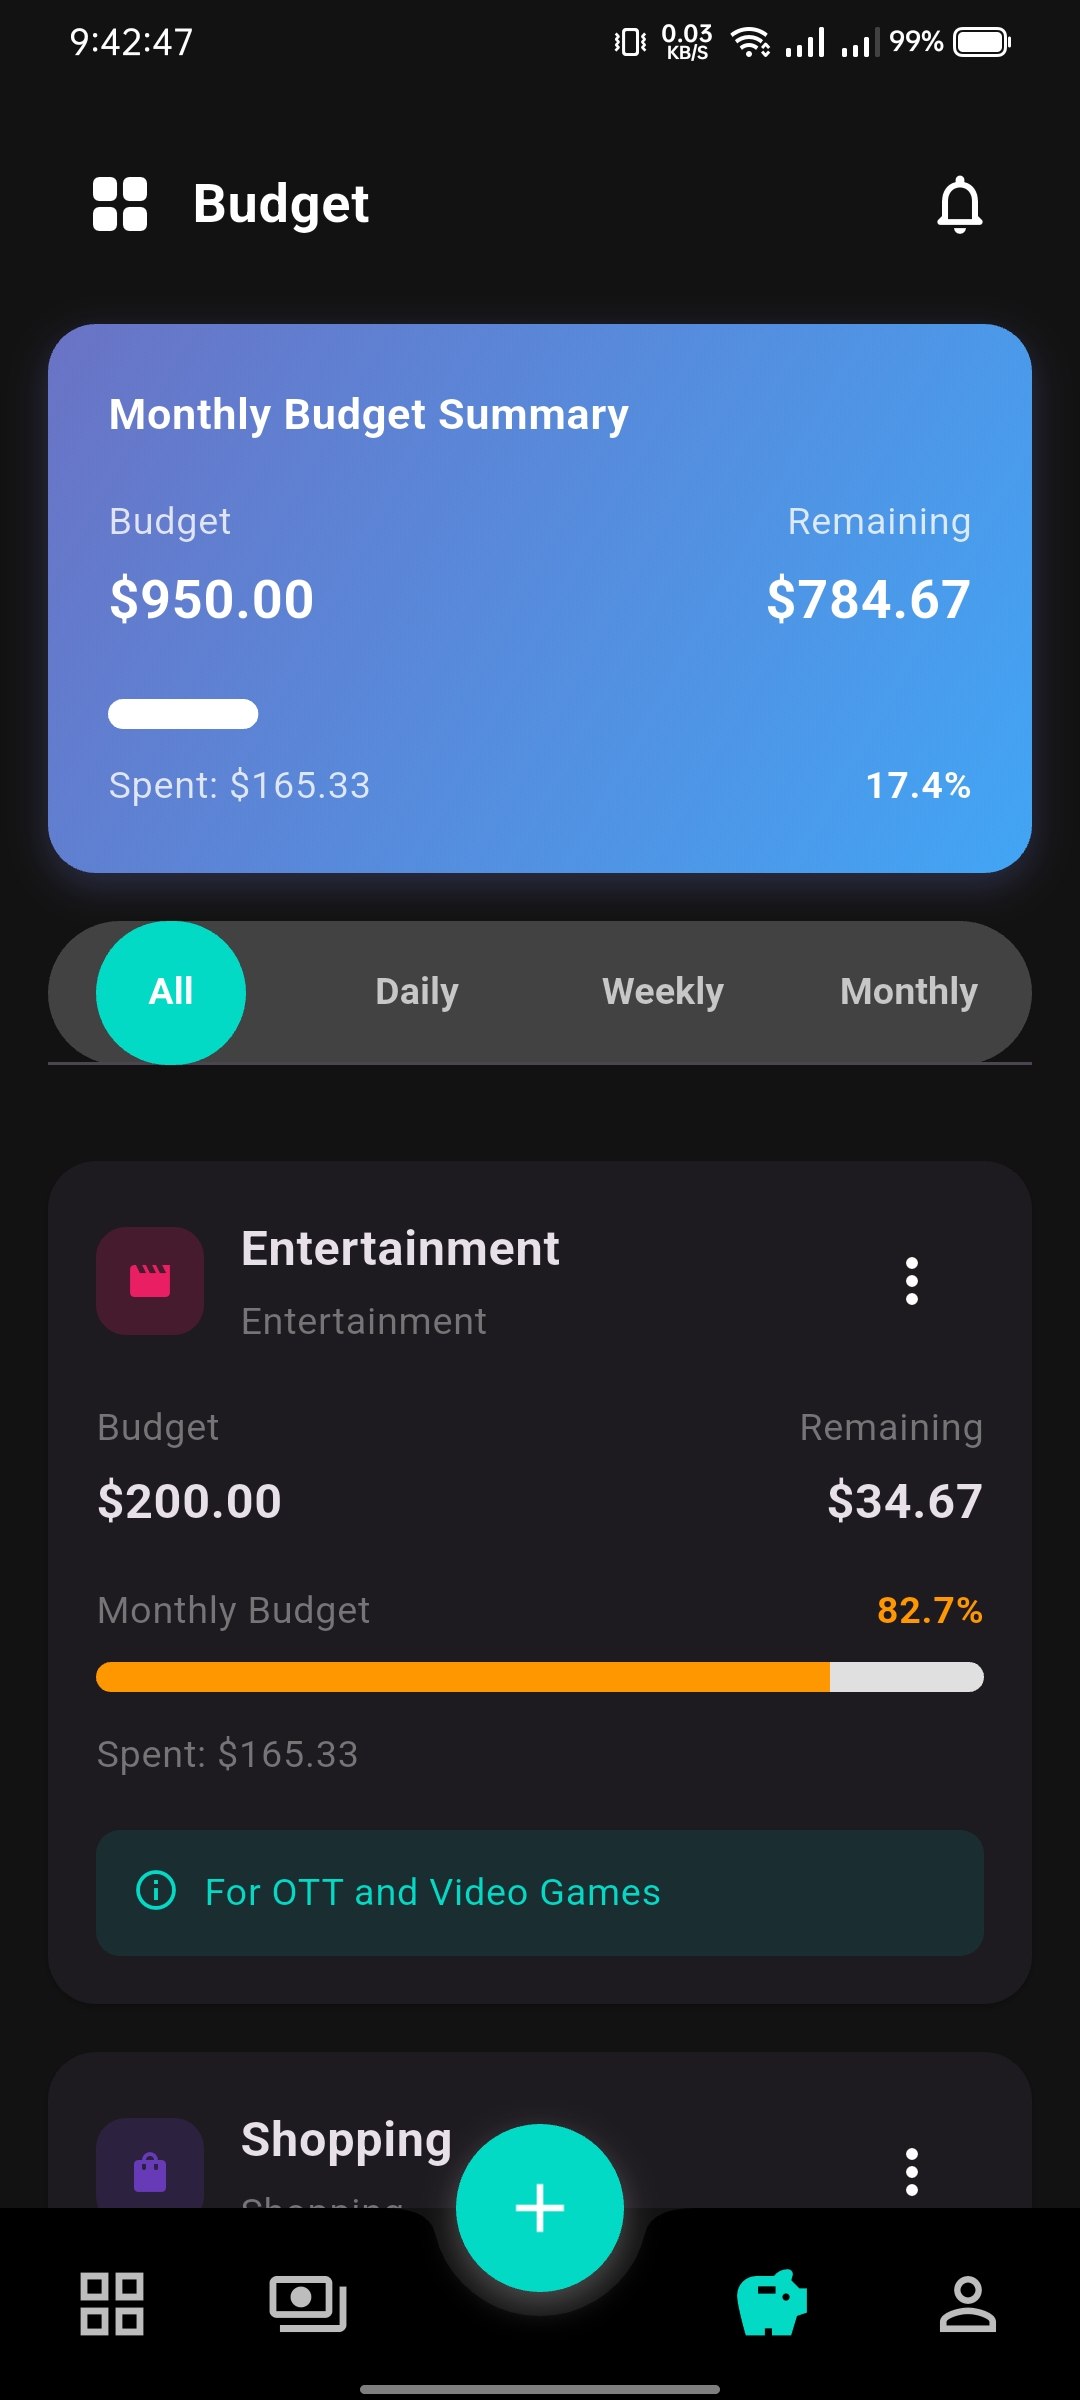 9:42:47 0.03 KB/S 99%
Budget
Monthly Budget Summary
Budget Remaining
$950.00 $784.67
Spent: $165.33 17.4%
All Daily Weekly Monthly
Entertainment
Entertainment
Budget Remaining
$200.00 $34.67
Monthly Budget 82.7%
Spent: $165.33
For OTT and Video Games
Shopping
Shopping